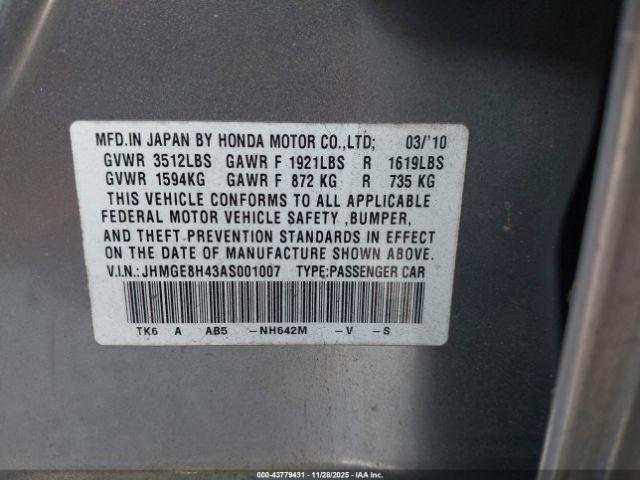 MFD.IN JAPAN BY HONDA MOTOR CO.,LTD; 03/'10
GVWR 3512LBS GAWR F 1921LBS R 1619LBS
GVWR 1594KG GAWR F 872 KG R 735 KG
THIS VEHICLE CONFORMS TO ALL APPLICABLE
FEDERAL MOTOR VEHICLE SAFETY ,BUMPER,
AND THEFT PREVENTION STANDARDS IN EFFECT
ON THE DATE OF MANUFACTURE SHOWN ABOVE.
V.I.N.: JHMGE8H43AS001007 TYPE:PASSENGER CAR
TK6 A AB5 -NH642M -V -S
000-43779431 - 11/28/2025 - IAADTCCTP